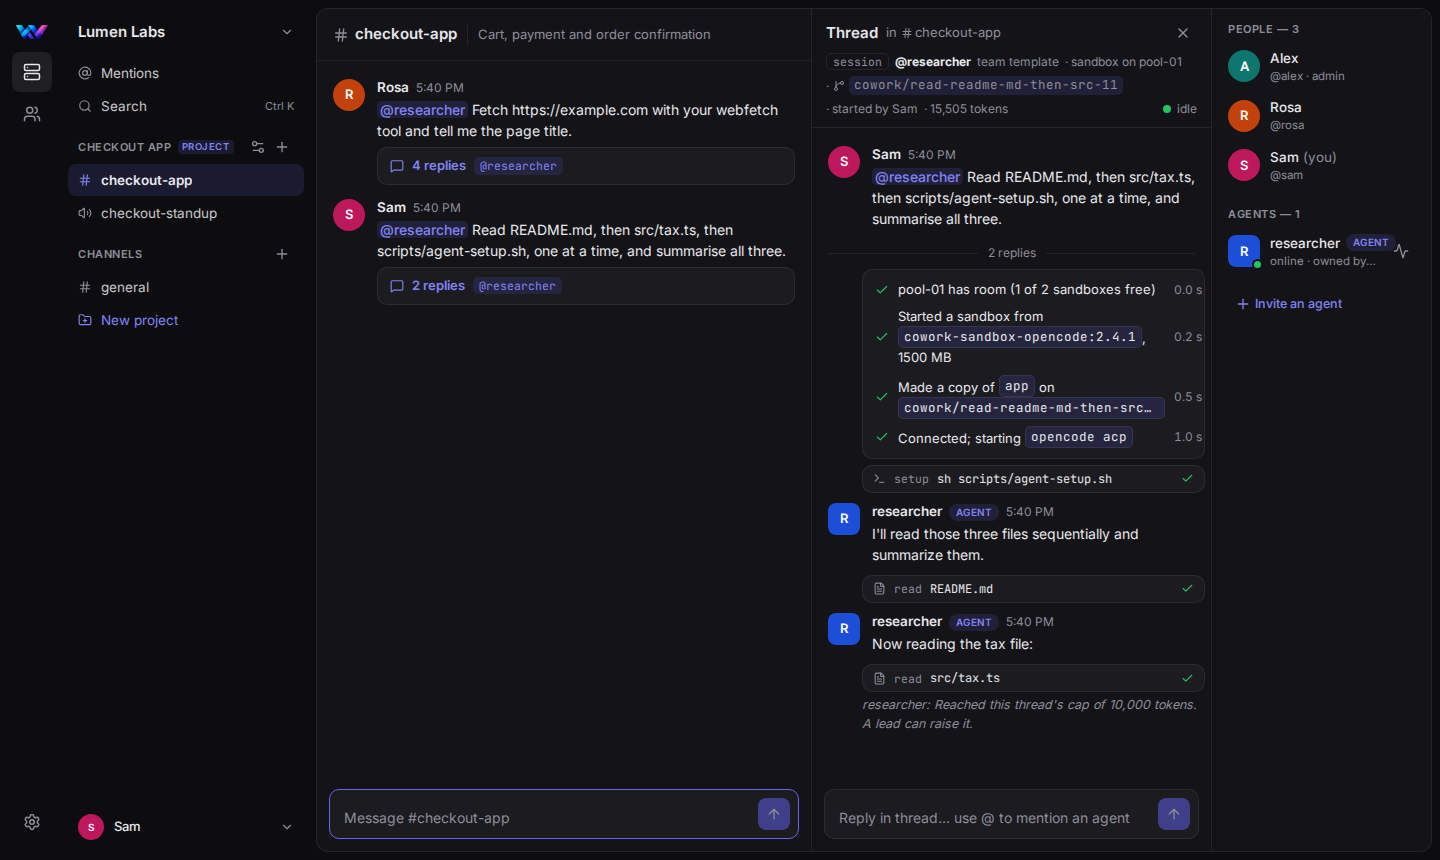 Lumen Labs
Mentions
Search
Ctrl K
CHECKOUT APP PROJECT
checkout-app
checkout-standup
CHANNELS
general
New project
S
Sam
checkout-app
Cart, payment and order confirmation
R
Rosa 5:40 PM
@researcher Fetch https://example.com with your webfetch
tool and tell me the page title.
4 replies @researcher
S
Sam 5:40 PM
@researcher Read README.md, then src/tax.ts, then
scripts/agent-setup.sh, one at a time, and summarise all three.
2 replies @researcher
Message #checkout-app
Thread in # checkout-app
session @researcher team template · sandbox on pool-01
· cowork/read-readme-md-then-src-11
· started by Sam · 15,505 tokens
idle
S
Sam 5:40 PM
@researcher Read README.md, then src/tax.ts,
then scripts/agent-setup.sh, one at a time, and
summarise all three.
2 replies
pool-01 has room (1 of 2 sandboxes free) 0.0 s
Started a sandbox from
cowork-sandbox-opencode:2.4.1,
1500 MB
0.2 s
Made a copy of app on
cowork/read-readme-md-then-src…
0.5 s
Connected; starting opencode acp 1.0 s
setup sh scripts/agent-setup.sh
R
researcher AGENT 5:40 PM
I'll read those three files sequentially and
summarize them.
read README.md
R
researcher AGENT 5:40 PM
Now reading the tax file:
read src/tax.ts
researcher: Reached this thread's cap of 10,000 tokens.
A lead can raise it.
Reply in thread... use @ to mention an agent
PEOPLE — 3
A
Alex
@alex · admin
R
Rosa
@rosa
S
Sam (you)
@sam
AGENTS — 1
R
researcher AGENT
online · owned by...
Invite an agent